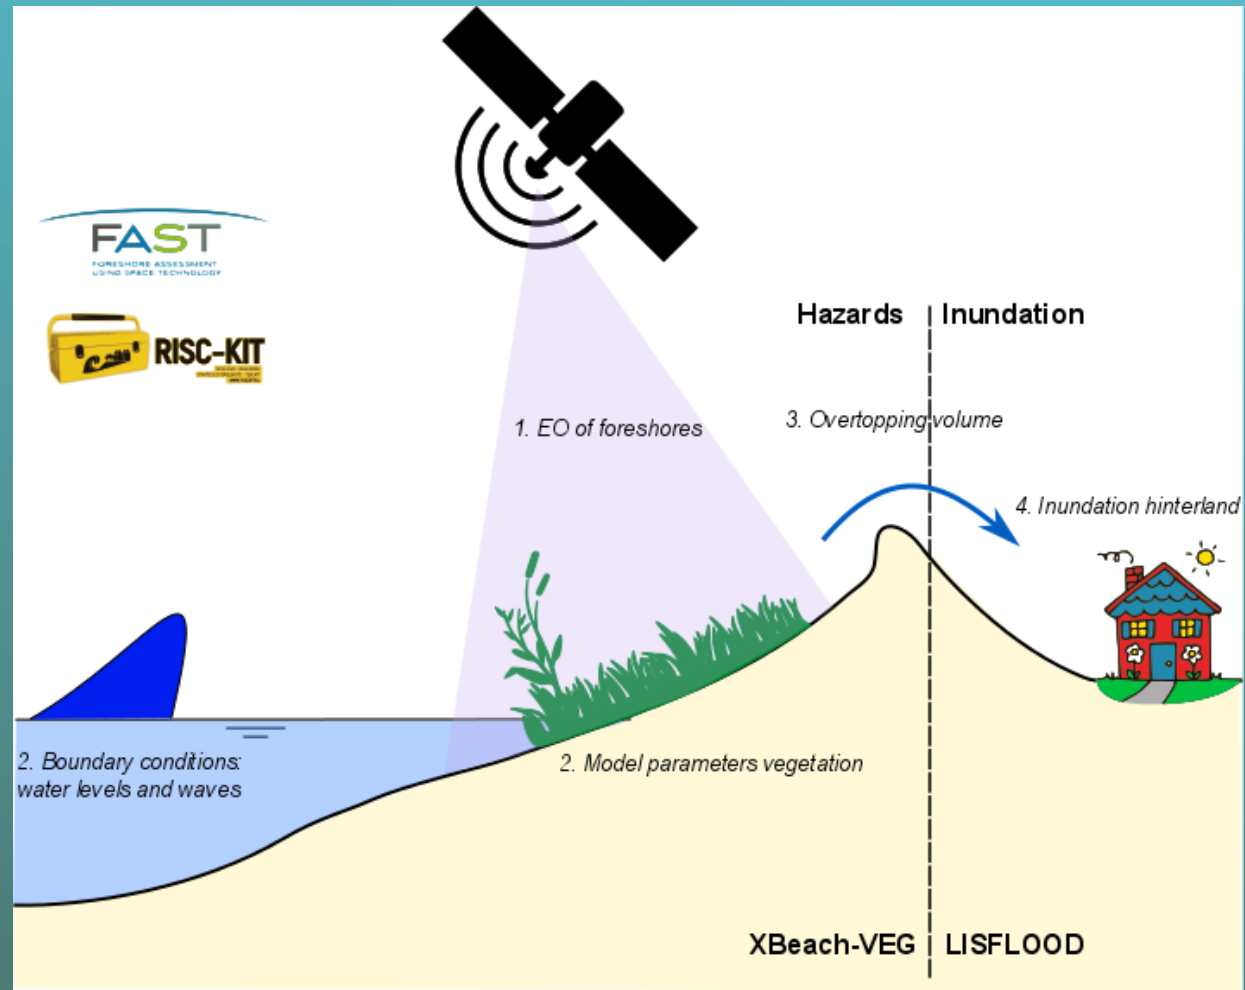 FAST
FORESHORE ASSESSMENT
USING SPACE TECHNOLOGY
RISC-KIT
Hazards
Inundation
1. EO of foreshores
3. Overtopping volume
4. Inundation hinterland
2. Boundary conditions:
water levels and waves
2. Model parameters vegetation
XBeach-VEG
LISFLOOD